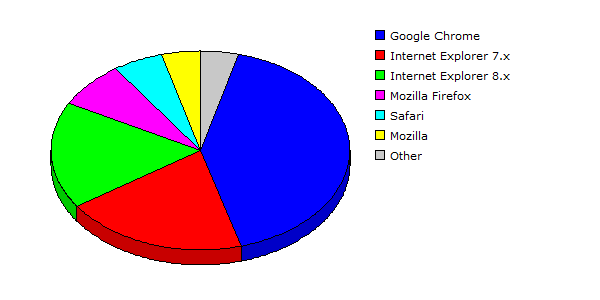 Google Chrome
Internet Explorer 7.x
Internet Explorer 8.x
Mozilla Firefox
Safari
Mozilla
Other